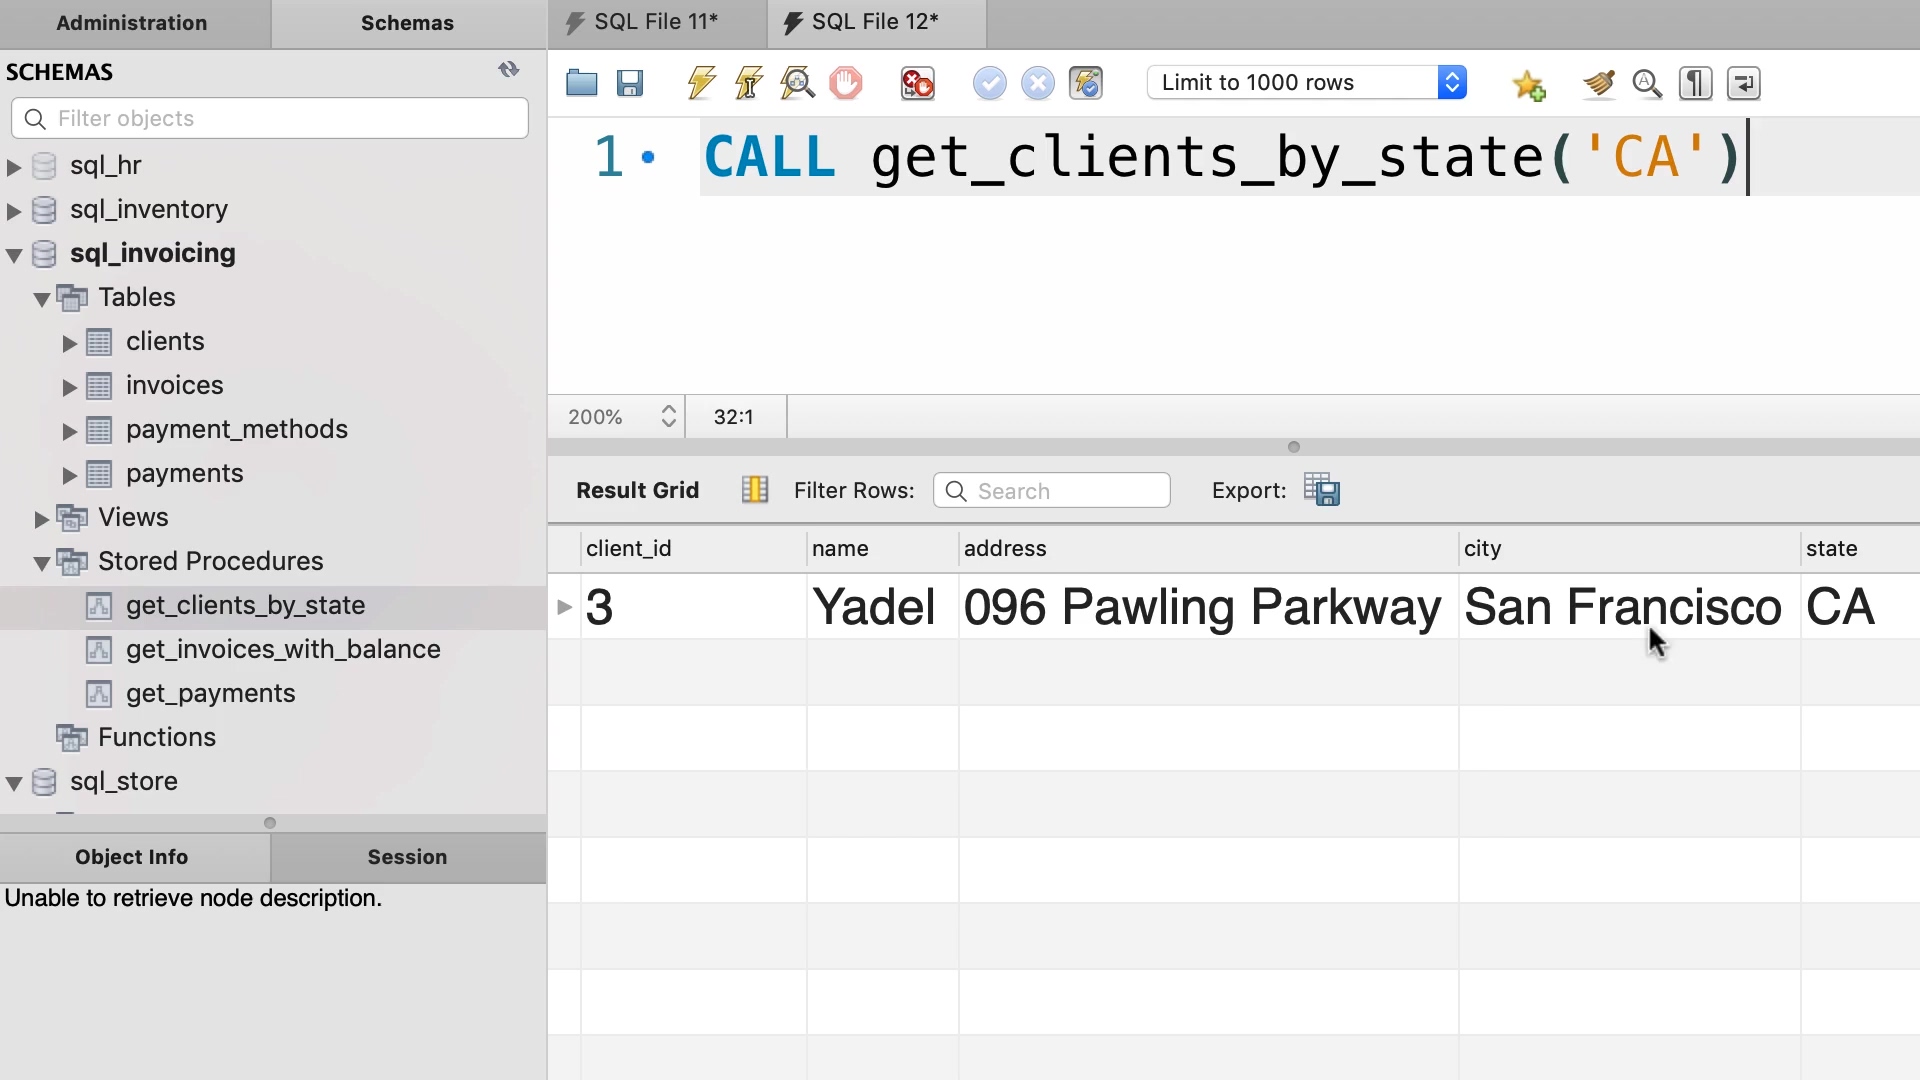 Administration
Schemas
SCHEMAS
Filter objects
sql_hr
sql_inventory
sql_invoicing
Tables
clients
invoices
payment_methods
payments
Views
Stored Procedures
get_clients_by_state
get_invoices_with_balance
get_payments
Functions
sql_store
Object Info
Session
Unable to retrieve node description.
SQL File 11*
SQL File 12*
Limit to 1000 rows
1 CALL get_clients_by_state('CA')
200%
32:1
Result Grid
Filter Rows:
Search
Export:
client_id name address city state
3 Yadel 096 Pawling Parkway San Francisco CA